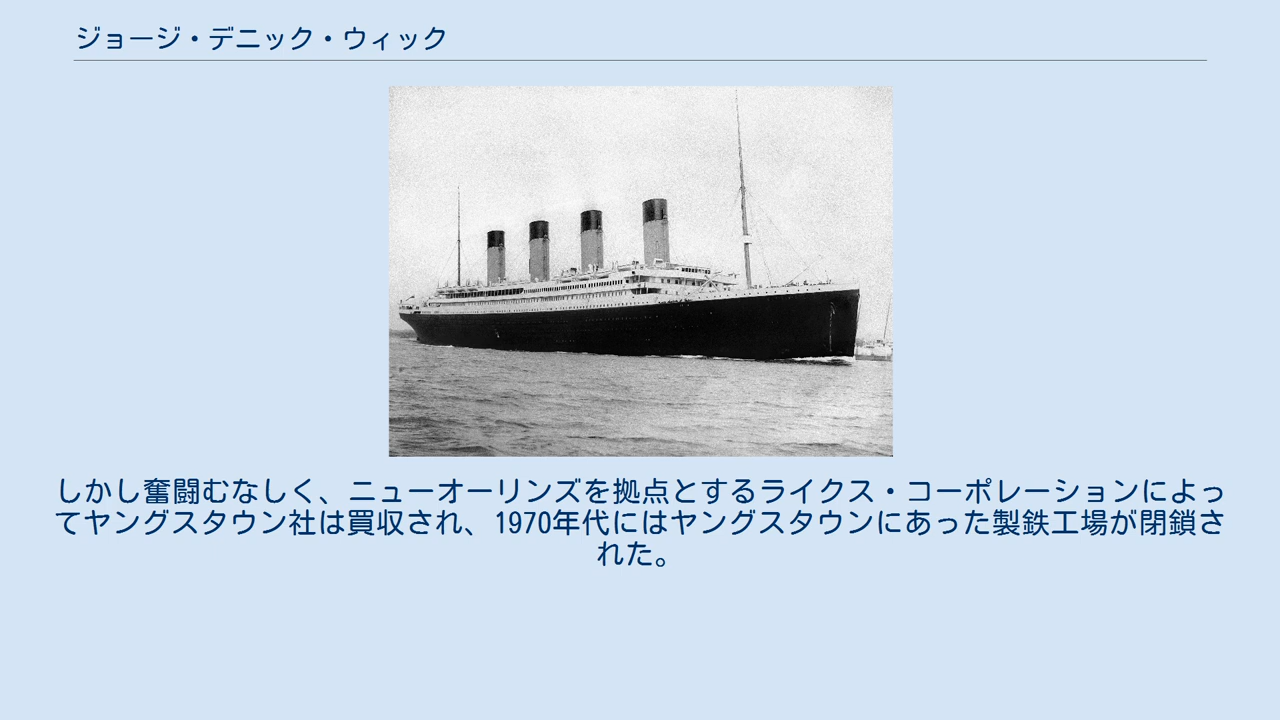 ジョージ・デニック・ウィック
しかし奮闘むなしく、ニューオーリンズを拠点とするライクス・コーポレーションによっ
てヤングスタウン社は買収され、1970年代にはヤングスタウンにあった製鉄工場が閉鎖さ
れた。